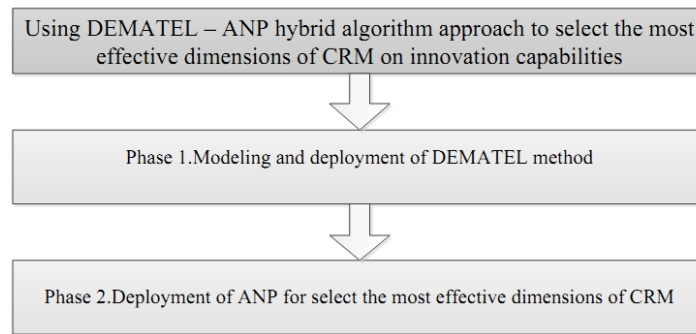 Using DEMATEL – ANP hybrid algorithm approach to select the most
effective dimensions of CRM on innovation capabilities
Phase 1.Modeling and deployment of DEMATEL method
Phase 2.Deployment of ANP for select the most effective dimensions of CRM